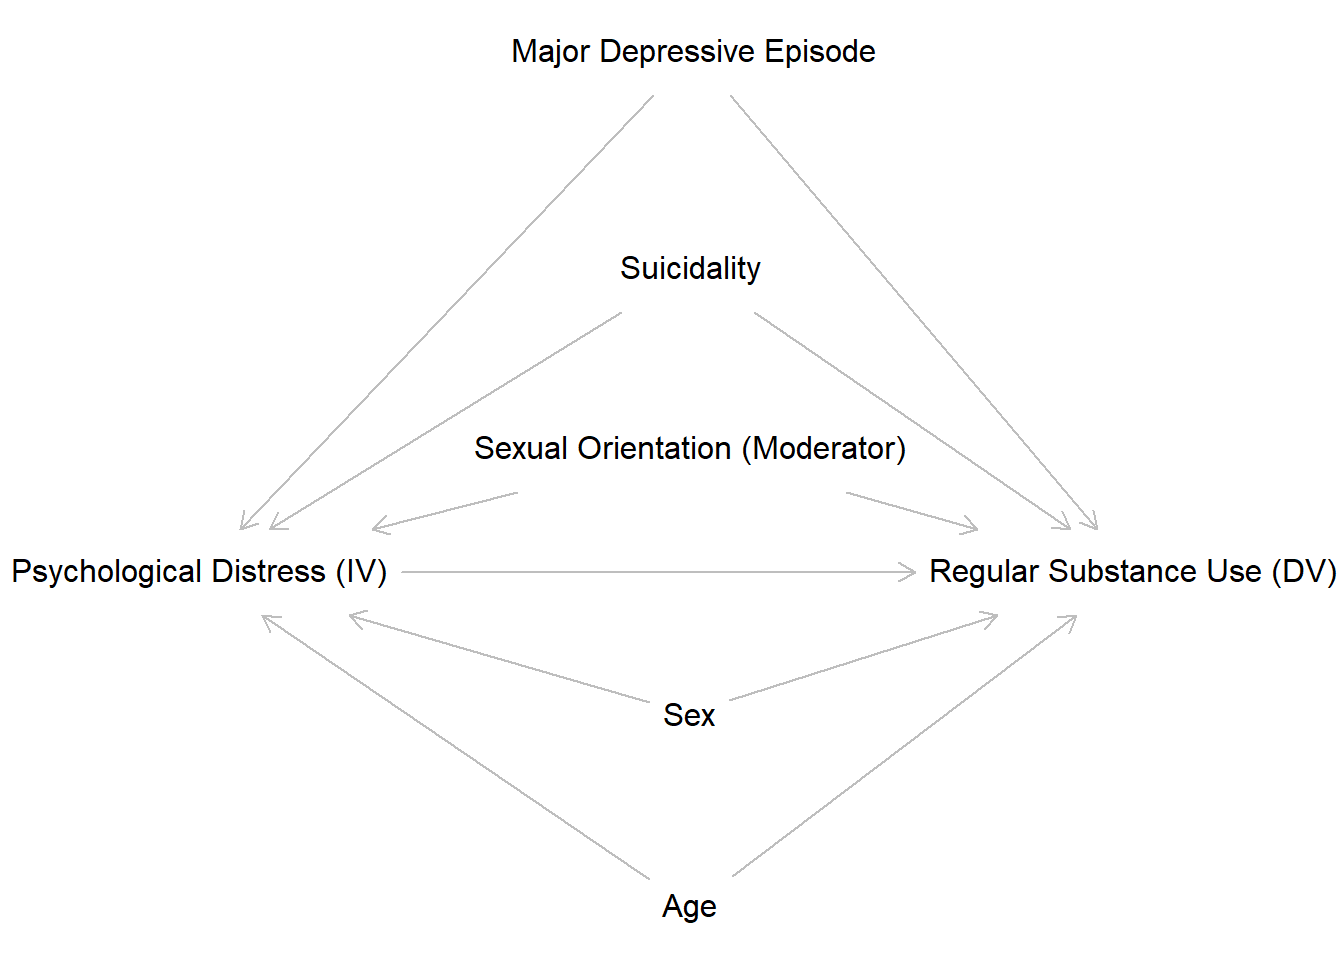 Major Depressive Episode
Suicidality
Sexual Orientation (Moderator)
Psychological Distress (IV)
Regular Substance Use (DV)
Sex
Age